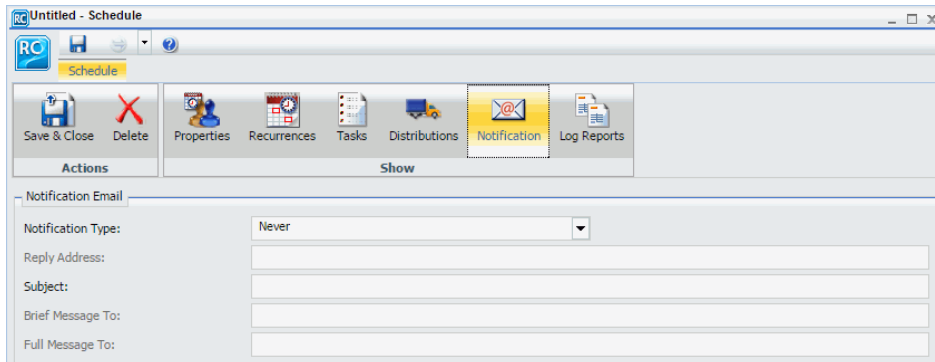 RC Untitled - Schedule
RC
Schedule
Save & Close Delete Properties Recurrences Tasks Distributions Notification Log Reports
Actions Show
Notification Email
Notification Type: Never
Reply Address:
Subject:
Brief Message To:
Full Message To: